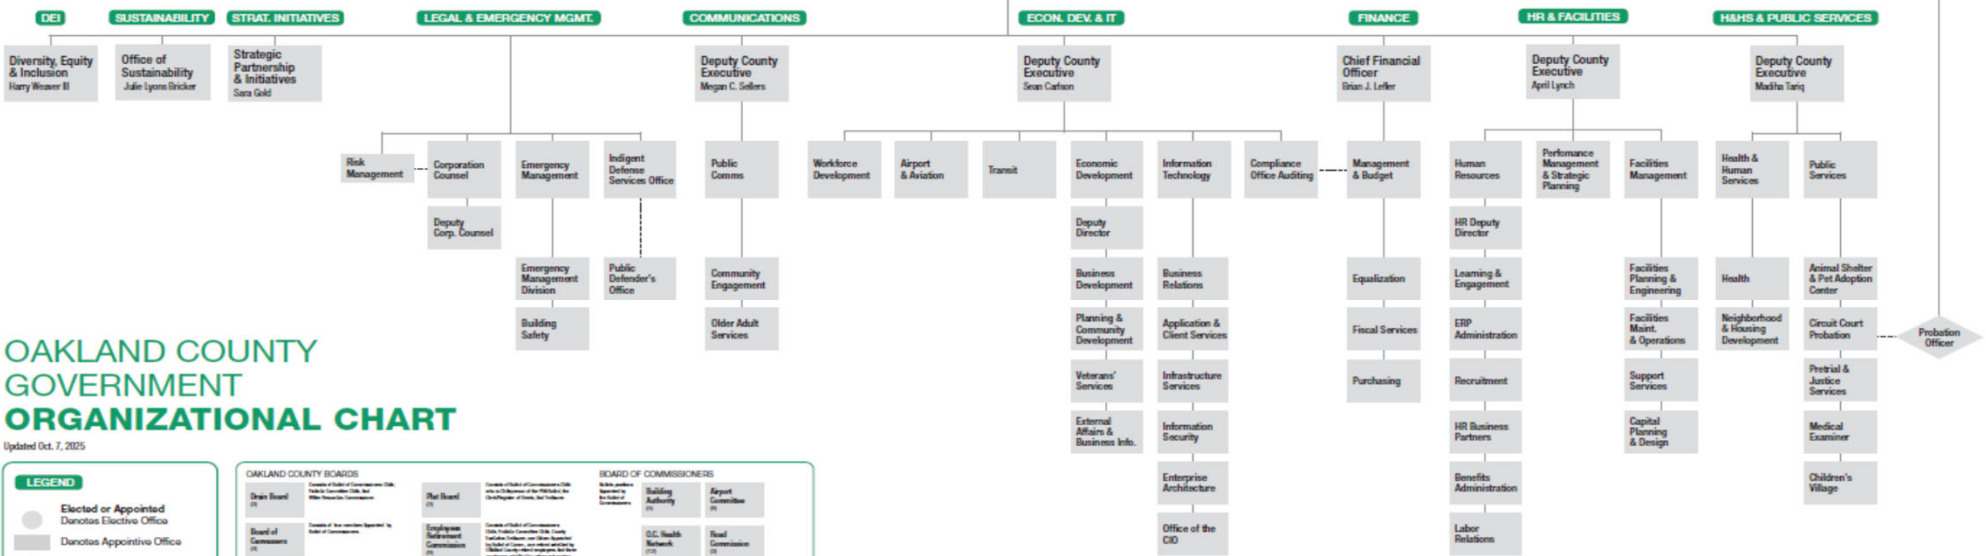 DEI
SUSTAINABILITY
STRAT. INITIATIVES
LEGAL & EMERGENCY MGMT.
COMMUNICATIONS
ECON. DEV. & IT
FINANCE
HR & FACILITIES
H&HS & PUBLIC SERVICES
Diversity, Equity
& Inclusion
Harry Weaver III
Office of
Sustainability
Julie Lyons Bricker
Strategic
Partnership
& Initiatives
Sara Gold
Deputy County
Executive
Megan C. Sellers
Deputy County
Executive
Sean Carlson
Chief Financial
Officer
Brian J. Lefler
Deputy County
Executive
April Lynch
Deputy County
Executive
Madiha Tariq
Risk
Management
Corporation
Counsel
Emergency
Management
Indigent
Defense
Services Office
Public
Comms
Workforce
Development
Airport
& Aviation
Transit
Economic
Development
Information
Technology
Compliance
Office Auditing
Management
& Budget
Human
Resources
Perfomance
Management
& Strategic
Planning
Facilities
Management
Health &
Human
Services
Public
Services
Deputy
Corp. Counsel
Deputy
Director
HR Deputy
Director
Emergency
Management
Division
Public
Defender's
Office
Community
Engagement
Business
Development
Business
Relations
Equalization
Learning &
Engagement
Facilities
Planning &
Engineering
Health
Animal Shelter
& Pet Adoption
Center
Building
Safety
Older Adult
Services
Planning &
Community
Development
Application &
Client Services
Fiscal Services
ERP
Administration
Facilities
Maint.
& Operations
Neighborhood
& Housing
Development
Circuit Court
Probation
Probation
Officer
Veterans'
Services
Infrastructure
Services
Purchasing
Recruitment
Support
Services
Pretrial &
Justice
Services
External
Affairs &
Business Info.
Information
Security
HR Business
Partners
Capital
Planning
& Design
Medical
Examiner
Enterprise
Architecture
Benefits
Administration
Children's
Village
Office of the
CIO
Labor
Relations
OAKLAND COUNTY
GOVERNMENT
ORGANIZATIONAL CHART
Updated Oct. 7, 2025
LEGEND
Elected or Appointed
Denotes Elective Office
Denotes Appointive Office
OAKLAND COUNTY BOARDS
Drain Board
Plat Board
Board of
Canvassers
Employees
Retirement
Commission
BOARD OF COMMISSIONERS
Building
Authority
Airport
Committee
O.C. Health
Network
Road
Commission